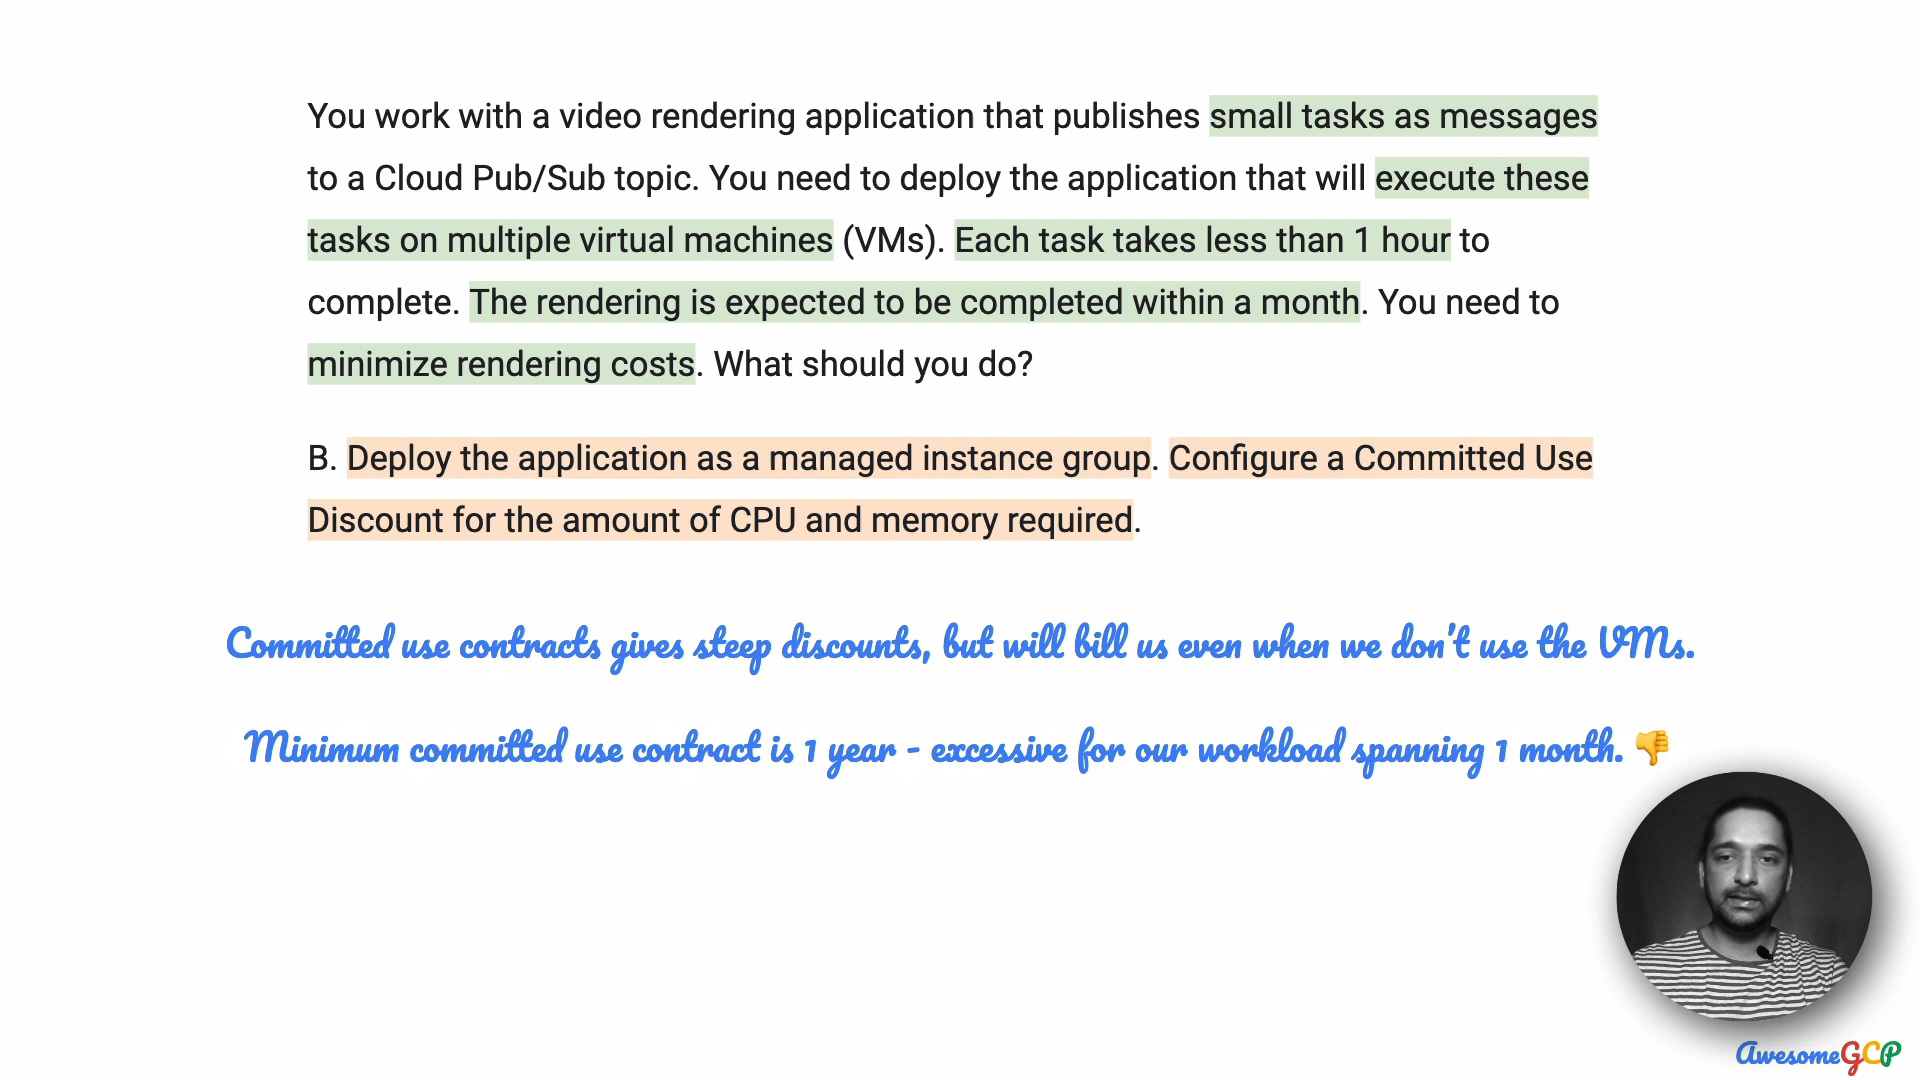 You work with a video rendering application that publishes small tasks as messages
to a Cloud Pub/Sub topic. You need to deploy the application that will execute these
tasks on multiple virtual machines (VMs). Each task takes less than 1 hour to
complete. The rendering is expected to be completed within a month. You need to
minimize rendering costs. What should you do?
B. Deploy the application as a managed instance group. Configure a Committed Use
Discount for the amount of CPU and memory required.
Committed use contracts gives steep discounts, but will bill us even when we don't use the VMs.
Minimum committed use contract is 1 year - excessive for our workload spanning 1 month. 👎
AwesomeGCP